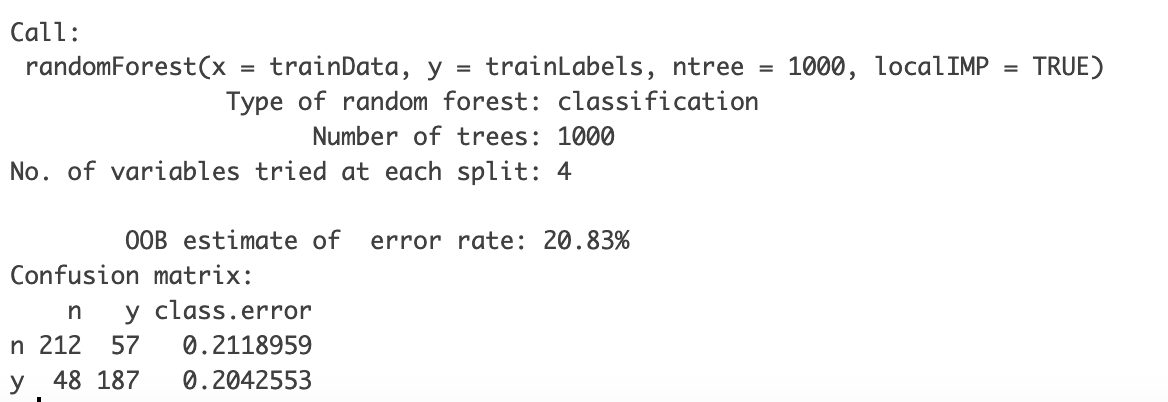 Call:
 randomForest(x = trainData, y = trainLabels, ntree = 1000, localIMP = TRUE)
               Type of random forest: classification
                     Number of trees: 1000
No. of variables tried at each split: 4

        OOB estimate of  error rate: 20.83%
Confusion matrix:
    n   y class.error
n 212  57   0.2118959
y  48 187   0.2042553